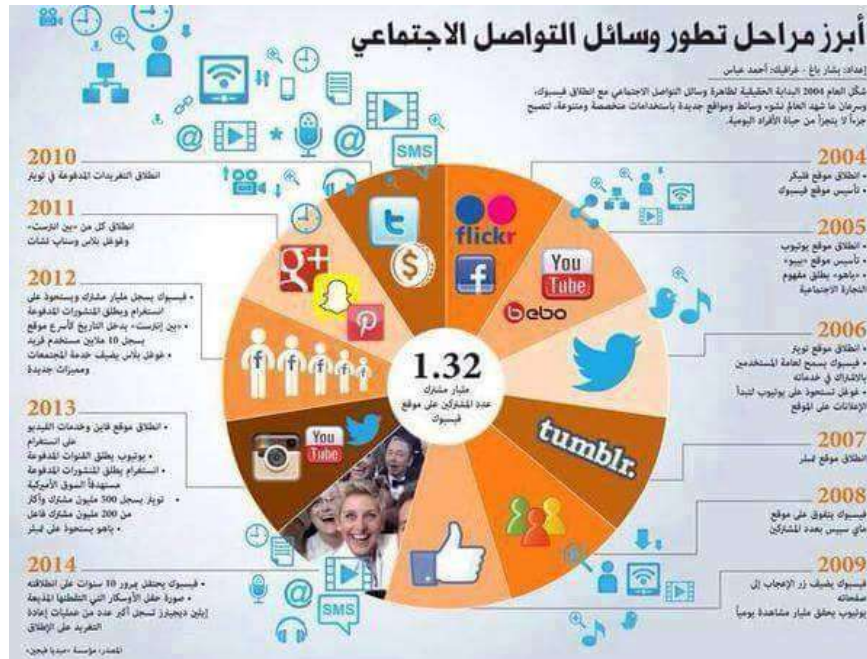 أبرز مراحل تطور وسائل التواصل الاجتماعي
إعداد: بشار باغ - غرافيك: أحمد عباس
شكّل العام 2004 البداية الحقيقية لظاهرة وسائل التواصل الاجتماعي مع انطلاق فيسبوك،
وسرعان ما شهد العالم نشوء وسائط ومواقع جديدة باستخدامات متخصصة ومتنوعة، لتصبح
جزءاً لا يتجزأ من حياة الأفراد اليومية.
2004
• انطلاق موقع فليكر
• تأسيس موقع فيسبوك
2005
• انطلاق موقع يوتيوب
• تأسيس موقع «بيبو»
• «ياهو» يطلق مفهوم
التجارة الاجتماعية
2006
• انطلاق موقع تويتر
• فيسبوك يسمح لعامة المستخدمين
بالاشتراك في خدماته
• غوغل تستحوذ على يوتيوب لتبدأ
الإعلانات على الموقع
2007
انطلاق موقع تمبلر
2008
فيسبوك يتفوق على موقع
ماي سبيس بعدد المشتركين
2009
فيسبوك يضيف زر الإعجاب إلى
صفحاته
يوتيوب يحقق مليار مشاهدة يومياً
2010
انطلاق التغريدات المدفوعة في تويتر
2011
انطلاق كل من «بين انترست»
وغوغل بلاس وسناب تشات
2012
• فيسبوك يسجل مليار مشترك ويستحوذ على
انستغرام ويطلق المنشورات المدفوعة
• «بين إنترست» يدخل التاريخ كأسرع موقع
يسجل 10 ملايين مستخدم فريد
• غوغل بلاس يضيف خدمة المجتمعات
ومميزات جديدة
2013
• انطلاق موقع فاين وخدمات الفيديو
على انستغرام
• يوتيوب يطلق القنوات المدفوعة
• انستغرام يطلق المنشورات المدفوعة
مستهدفاً السوق الأميركية
• تويتر يسجل 500 مليون مشترك وأكثر
من 200 مليون مشترك فاعل
• ياهو يستحوذ على تمبلر
2014
• فيسبوك يحتفل بمرور 10 سنوات على انطلاقته
• صورة حفل الأوسكار التي التقطتها المذيعة
إيلين ديجينيرز تسجل أكبر عدد من عمليات إعادة
التغريد على الإطلاق
SMS
flickr
You
Tube
bebo
tumblr.
g+
1.32
مليار مشترك
عدد المشتركين على موقع
فيسبوك
You
Tube
SMS
المصدر: مؤسسة «ميديا فيجين»